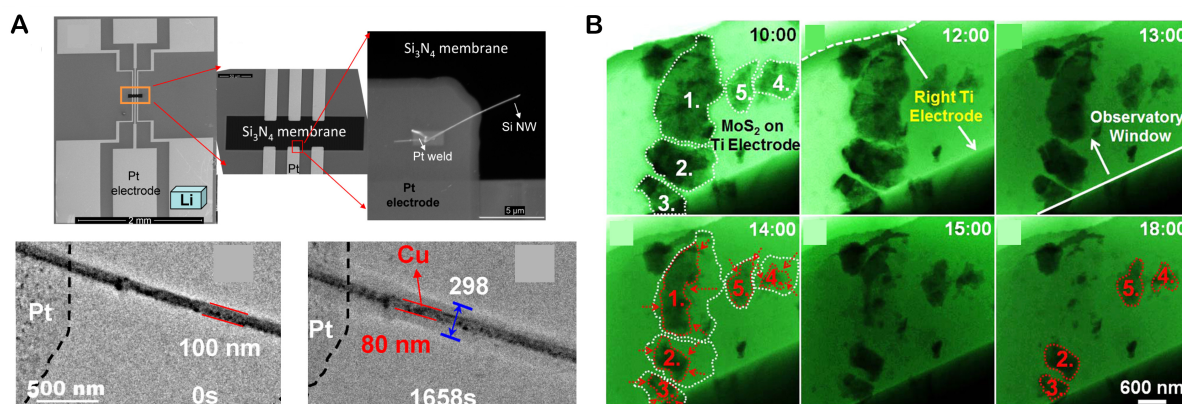 A
Si₃N₄ membrane
Si NW
Pt weld
Pt
electrode
5 µm
Si₃N₄ membrane
Pt
Pt
electrode
Li
2 mm
Pt
100 nm
500 nm
0s
Cu
298
Pt
80 nm
1658s
B
10:00
1.
5.
4.
MoS₂ on
Ti Electrode
2.
3.
12:00
Right Ti
Electrode
13:00
Observatory
Window
14:00
1.
5.
4.
2.
3.
15:00
18:00
5.
4.
2.
3.
600 nm